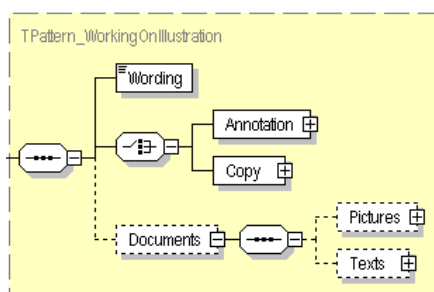 TPattern_WorkingOnIllustration
Wording
Annotation
Copy
Documents
Pictures
Texts